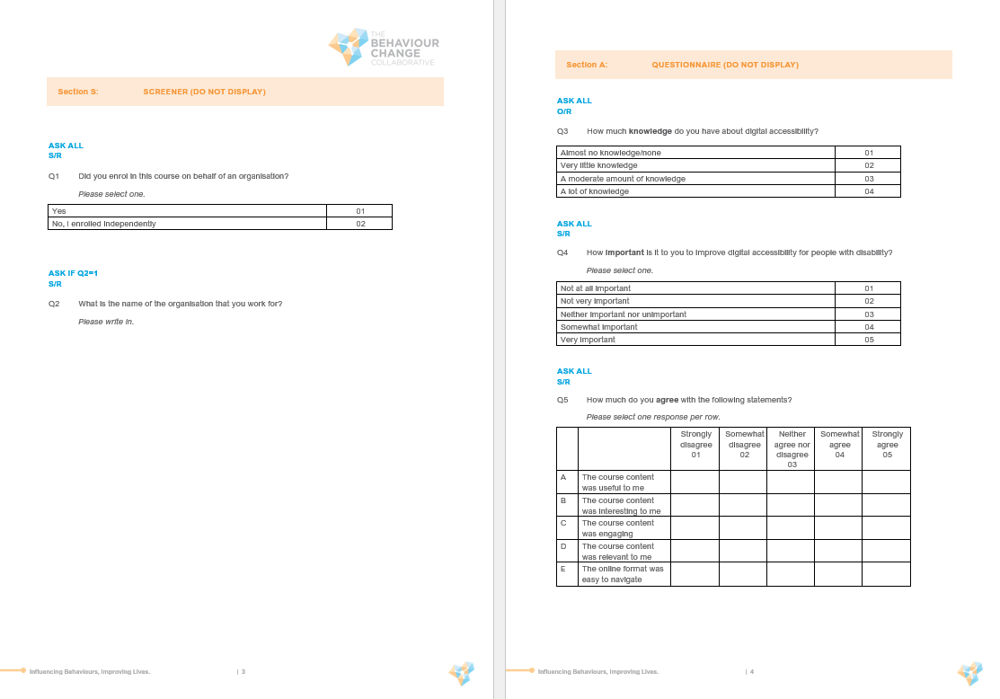 THE
BEHAVIOUR
CHANGE
COLLABORATIVE
Section S: SCREENER (DO NOT DISPLAY)
ASK ALL
S/R
Q1 Did you enrol in this course on behalf of an organisation?
Please select one.
Yes 01
No, I enrolled independently 02
ASK IF Q2=1
S/R
Q2 What is the name of the organisation that you work for?
Please write in.
Influencing Behaviours, Improving Lives. | 3
Section A: QUESTIONNAIRE (DO NOT DISPLAY)
ASK ALL
O/R
Q3 How much knowledge do you have about digital accessibility?
Almost no knowledge/none 01
Very little knowledge 02
A moderate amount of knowledge 03
A lot of knowledge 04
ASK ALL
S/R
Q4 How important is it to you to improve digital accessibility for people with disability?
Please select one.
Not at all important 01
Not very important 02
Neither important nor unimportant 03
Somewhat important 04
Very important 05
ASK ALL
S/R
Q5 How much do you agree with the following statements?
Please select one response per row.
Strongly Somewhat Neither Somewhat Strongly
disagree disagree agree nor agree agree
01 02 disagree 04 05
03
A The course content
was useful to me
B The course content
was interesting to me
C The course content
was engaging
D The course content
was relevant to me
E The online format was
easy to navigate
Influencing Behaviours, Improving Lives. | 4